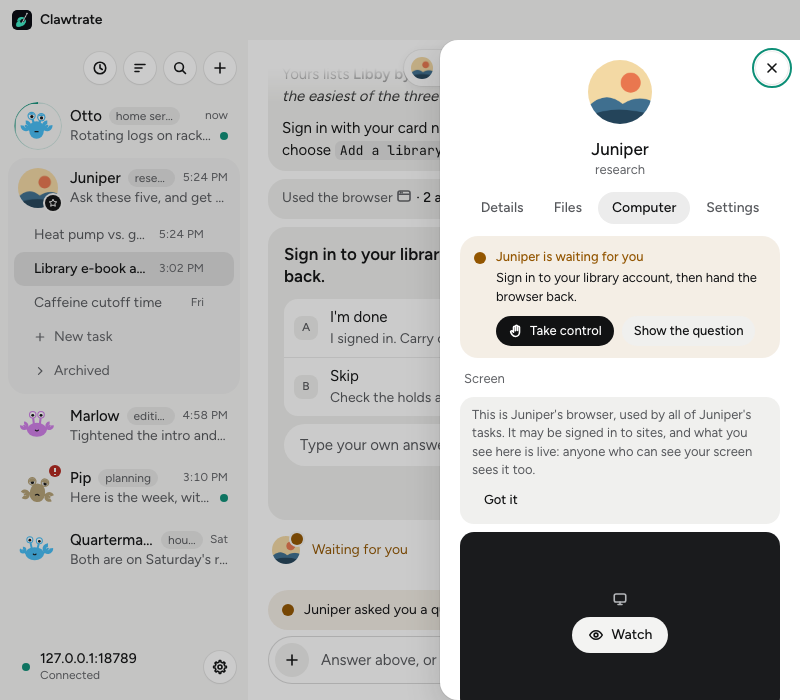 Clawtrate
Otto
home ser...
now
Rotating logs on rack...
Juniper
rese...
5:24 PM
Ask these five, and get ...
Heat pump vs. g...
5:24 PM
Library e-book a...
3:02 PM
Caffeine cutoff time
Fri
New task
Archived
Marlow
editi...
4:58 PM
Tightened the intro and...
Pip
planning
3:10 PM
Here is the week, wit...
Quarterma...
hou...
Sat
Both are on Saturday's r...
127.0.0.1:18789
Connected
Yours lists Libby by
the easiest of the three
Sign in with your card n
choose Add a library
Used the browser · 2 a
Sign in to your librar
back.
A
I'm done
I signed in. Carry o
B
Skip
Check the holds a
Type your own answe
Waiting for you
Juniper asked you a q
Answer above, or
Juniper
research
Details
Files
Computer
Settings
Juniper is waiting for you
Sign in to your library account, then hand the
browser back.
Take control
Show the question
Screen
This is Juniper's browser, used by all of Juniper's
tasks. It may be signed in to sites, and what you
see here is live: anyone who can see your screen
sees it too.
Got it
Watch